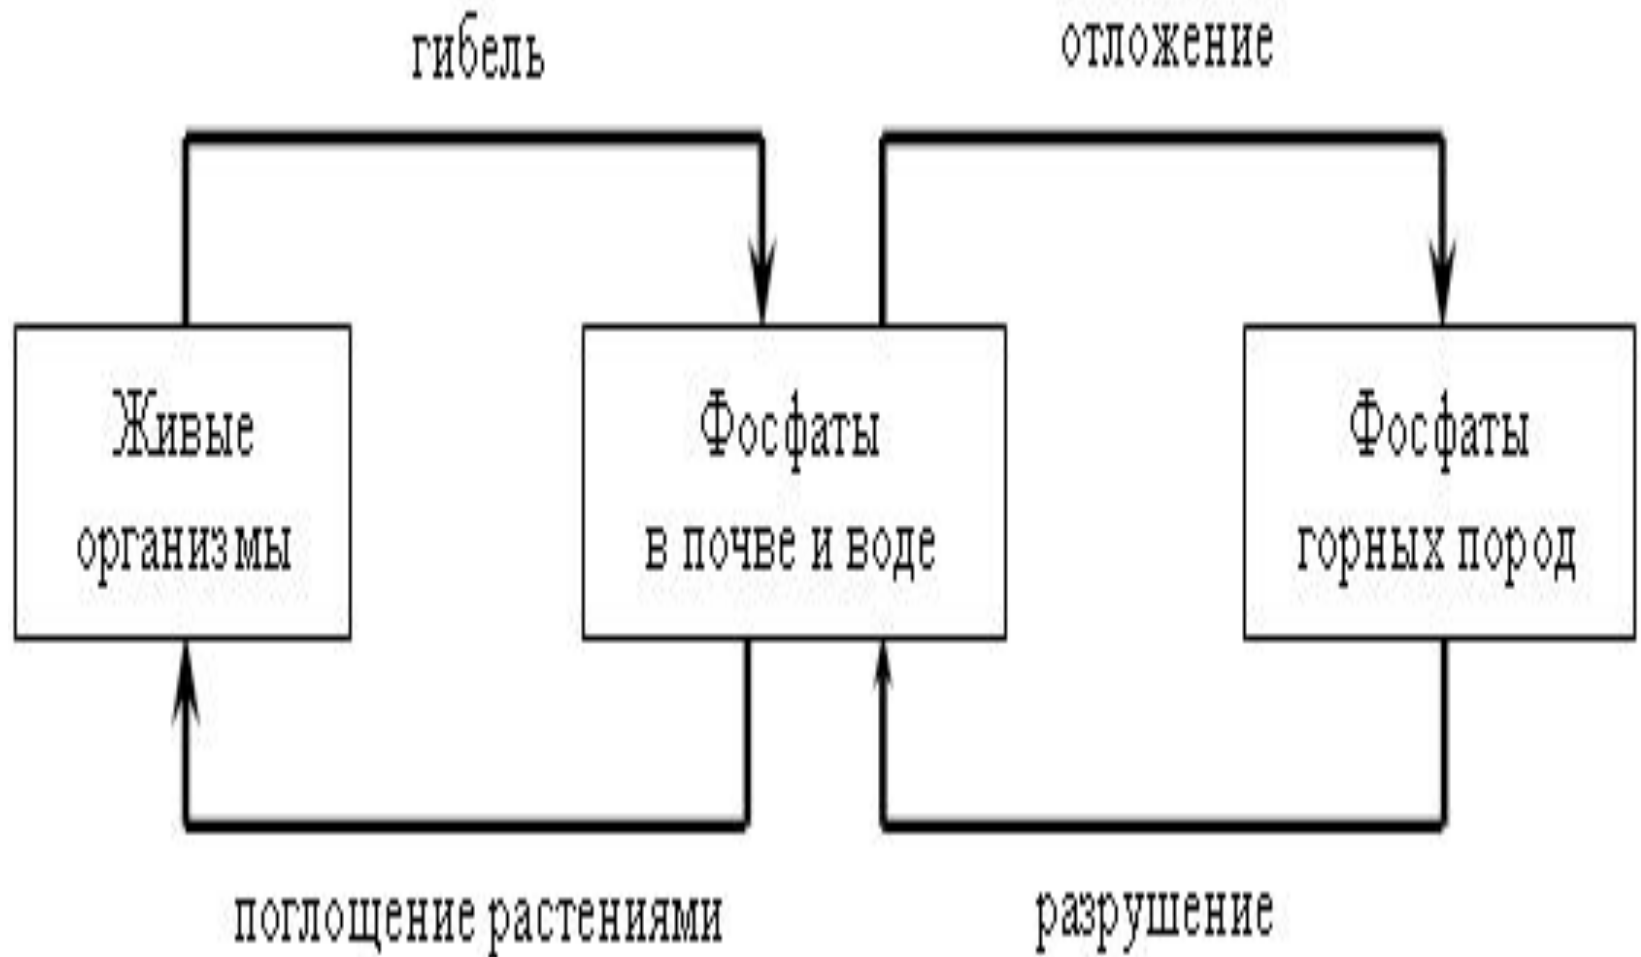 гибель
отложение
Живые
организмы
Фосфаты
в почве и воде
Фосфаты
горных пород
поглощение растениями
разрушение